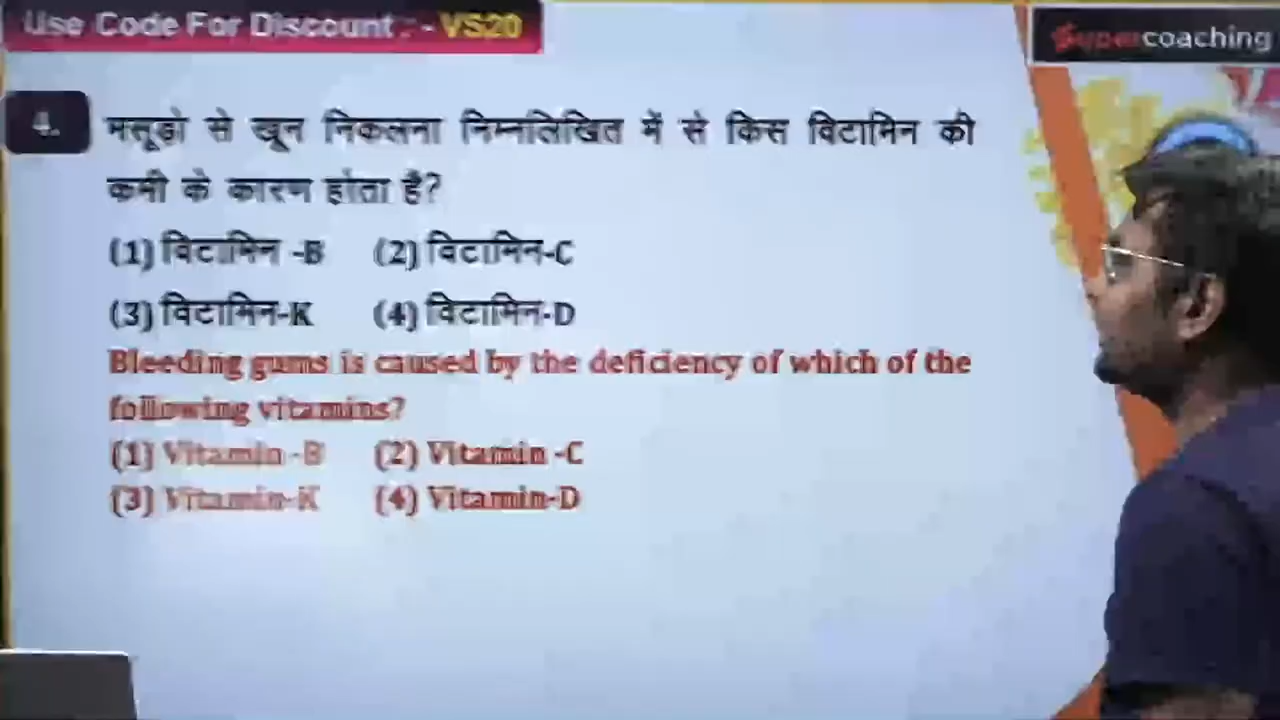 Use Code For Discount : - VS20
Supercoaching
4.
मसूड़ो से खून निकलना निम्नलिखित में से किस विटामिन की
कमी के कारण होता है?
(1) विटामिन -B (2) विटामिन-C
(3) विटामिन-K (4) विटामिन-D
Bleeding gums is caused by the deficiency of which of the
following vitamins?
(1) Vitamin -B (2) Vitamin -C
(3) Vitamin-K (4) Vitamin-D